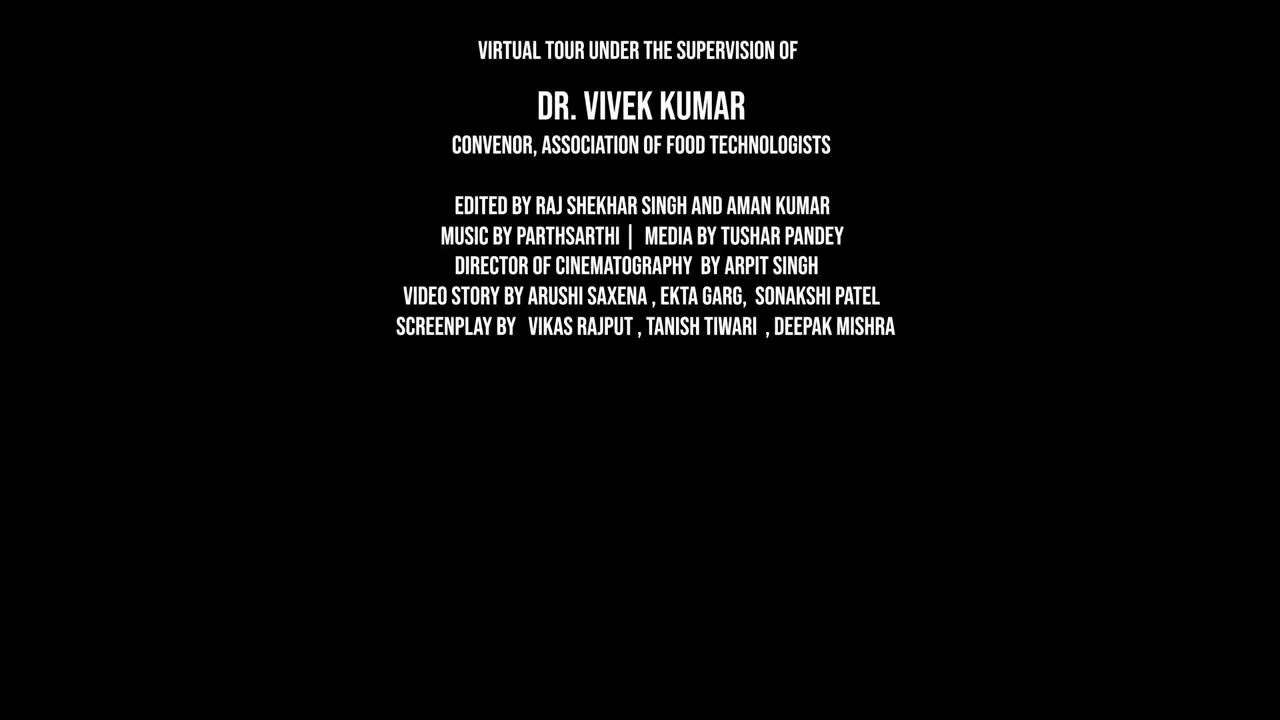 VIRTUAL TOUR UNDER THE SUPERVISION OF
DR. VIVEK KUMAR
CONVENOR, ASSOCIATION OF FOOD TECHNOLOGISTS
EDITED BY RAJ SHEKHAR SINGH AND AMAN KUMAR
MUSIC BY PARTHSARTHI | MEDIA BY TUSHAR PANDEY
DIRECTOR OF CINEMATOGRAPHY BY ARPIT SINGH
VIDEO STORY BY ARUSHI SAXENA , EKTA GARG, SONAKSHI PATEL
SCREENPLAY BY VIKAS RAJPUT , TANISH TIWARI , DEEPAK MISHRA